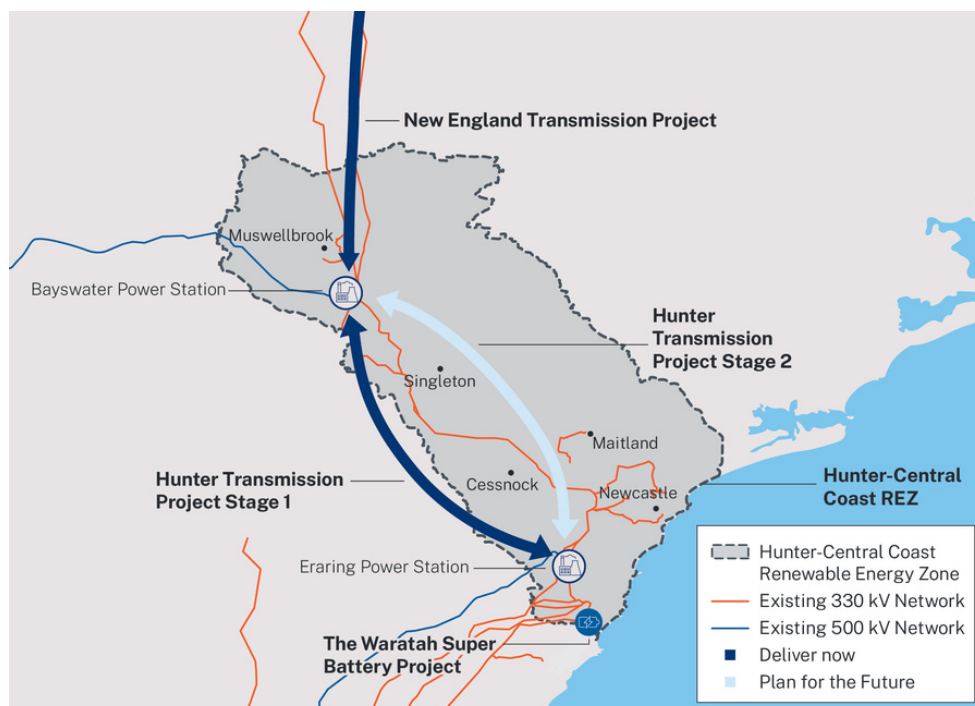 New England Transmission Project
Muswellbrook
Bayswater Power Station
Hunter
Transmission
Project Stage 2
Singleton
Maitland
Hunter Transmission
Project Stage 1
Cessnock
Newcastle
Hunter-Central
Coast REZ
Eraring Power Station
The Waratah Super
Battery Project
Hunter-Central Coast
Renewable Energy Zone
Existing 330 kV Network
Existing 500 kV Network
Deliver now
Plan for the Future